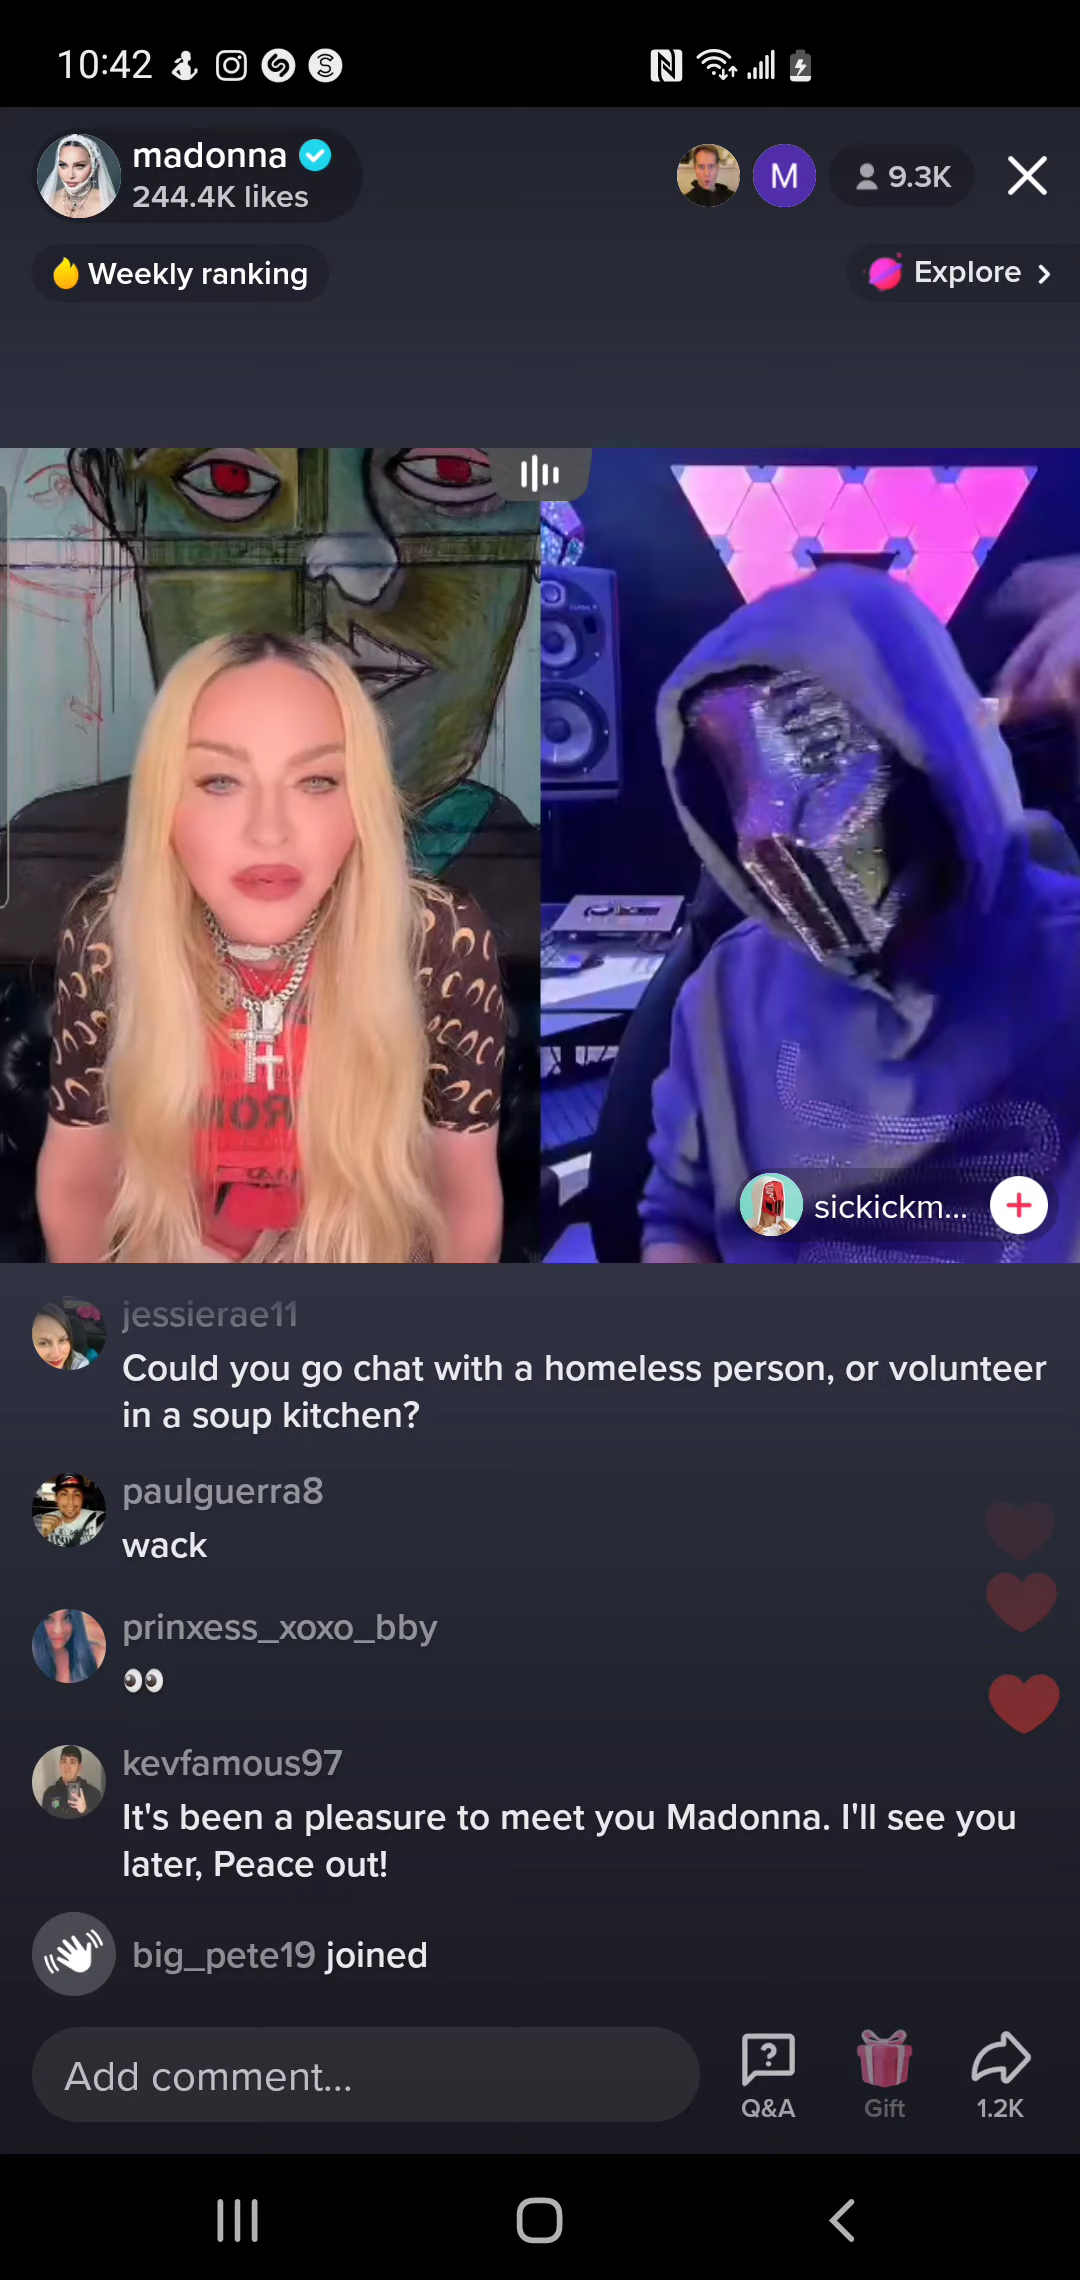 10:42
madonna
244.4K likes
M
9.3K
Weekly ranking
Explore
sickickm...
jessierae11
Could you go chat with a homeless person, or volunteer
in a soup kitchen?
paulguerra8
wack
prinxess_xoxo_bby
👀
kevfamous97
It's been a pleasure to meet you Madonna. I'll see you
later, Peace out!
big_pete19 joined
Add comment...
Q&A
Gift
1.2K